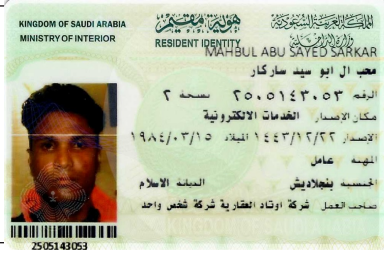 KINGDOM OF SAUDI ARABIA
MINISTRY OF INTERIOR
هوية مقيم
RESIDENT IDENTITY
المملكة العربية السعودية
وزارة الداخلية
MAHBUL ABU SAYED SARKAR
محب ال ابو سيد ساركار
الرقم ٢٥٠٥١٤٣٠٥٣ نسخة ٢
مكان الإصدار الخدمات الالكترونية
الإصدار ١٤٤٣/١٢/٢٢ الميلاد ١٩٨٤/٠٣/١٥
المهنة عامل
الجنسية بنجلاديش الديانة الاسلام
صاحب العمل شركة اوتاد العقارية شركة شخص واحد
2505143053